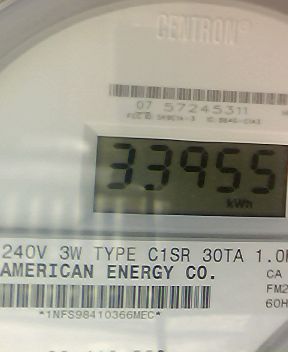 CENTRON®
07 57245311
33955
kWh
240V 3W TYPE C1SR 30TA 1.0
AMERICAN ENERGY CO.
CA
FM2
60H
*1NFS98410366MEC*